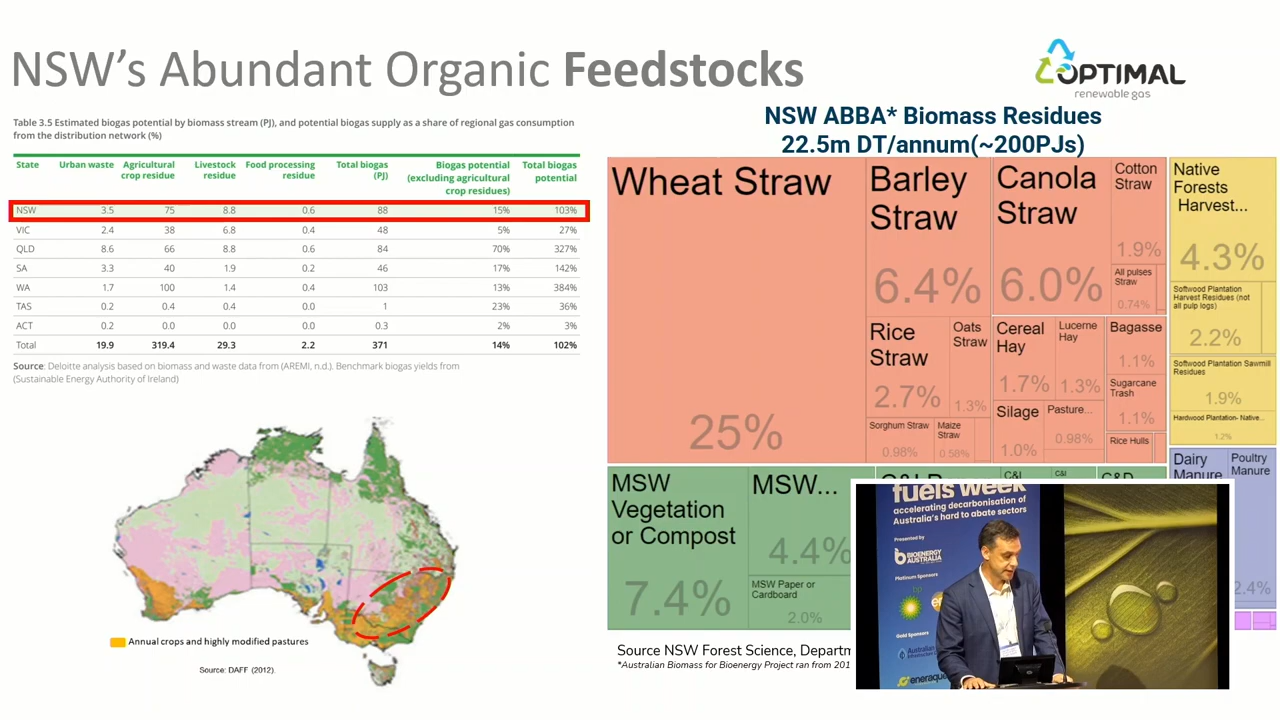 NSW's Abundant Organic Feedstocks
OPTIMAL
renewable gas
Table 3.5 Estimated biogas potential by biomass stream (PJ), and potential biogas supply as a share of regional gas consumption
from the distribution network (%)
State Urban waste Agricultural crop residue Livestock residue Food processing residue Total biogas (PJ) Biogas potential (excluding agricultural crop residues) Total biogas potential
NSW 3.5 75 8.8 0.6 88 15% 103%
VIC 2.4 38 6.8 0.4 48 5% 27%
QLD 8.6 66 8.8 0.6 84 70% 327%
SA 3.3 40 1.9 0.2 46 17% 142%
WA 1.7 100 1.4 0.4 103 13% 384%
TAS 0.2 0.4 0.4 0.0 1 23% 36%
ACT 0.2 0.0 0.0 0.0 0.3 2% 3%
Total 19.9 319.4 29.3 2.2 371 14% 102%
Source: Deloitte analysis based on biomass and waste data from (AREMI, n.d.). Benchmark biogas yields from
(Sustainable Energy Authority of Ireland)
Annual crops and highly modified pastures
Source: DAFF (2012).
NSW ABBA* Biomass Residues
22.5m DT/annum(~200PJs)
Wheat Straw
25%
Barley
Straw
6.4%
Canola
Straw
6.0%
Cotton
Straw
1.9%
All pulses
Straw
0.74%
Rice
Straw
2.7%
Oats
Straw
1.3%
Cereal
Hay
1.7%
Lucerne
Hay
1.3%
Bagasse
1.1%
Sugarcane
Trash
1.1%
Sorghum Straw
0.98%
Maize
Straw
0.58%
Silage
1.0%
Pasture...
0.98%
Rice Hulls
Native
Forests
Harvest...
4.3%
Softwood Plantation
Harvest Residues (not
all pulp logs)
2.2%
Softwood Plantation Sawmill
Residues
1.9%
Hardwood Plantation- Native...
1.2%
MSW
Vegetation
or Compost
7.4%
MSW...
4.4%
MSW Paper or
Cardboard
2.0%
C&I
C&I
Dairy
Manure
Poultry
Manure
2.4%
Source NSW Forest Science, Departm
*Australian Biomass for Bioenergy Project ran from 201
fuels week
accelerating decarbonisation of
Australia's hard to abate sectors
Presented by
BIOENERGY
AUSTRALIA
Platinum Sponsors
bp
Gold Sponsors
eneraque